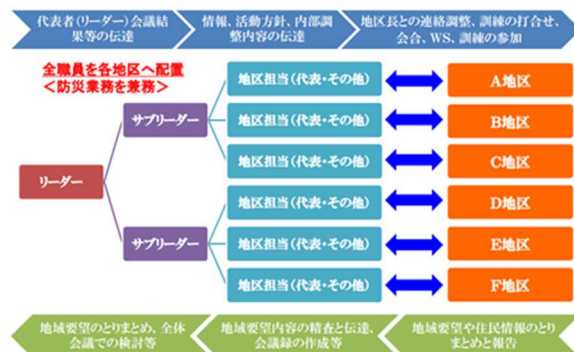 代表者(リーダー)会議結
果等の伝達
情報、活動方針、内部調
整内容の伝達
地区長との連絡調整、訓練の打合せ、
会合、WS、訓練の参加
全職員を各地区へ配置
＜防災業務を兼務＞
リーダー
サブリーダー
サブリーダー
地区担当(代表・その他)
A地区
地区担当(代表・その他)
B地区
地区担当(代表・その他)
C地区
地区担当(代表・その他)
D地区
地区担当(代表・その他)
E地区
地区担当(代表・その他)
F地区
地域要望のとりまとめ、全体
会議での検討等
地域要望内容の精査と伝達、
会議録の作成等
地域要望や住民情報のとり
まとめと報告